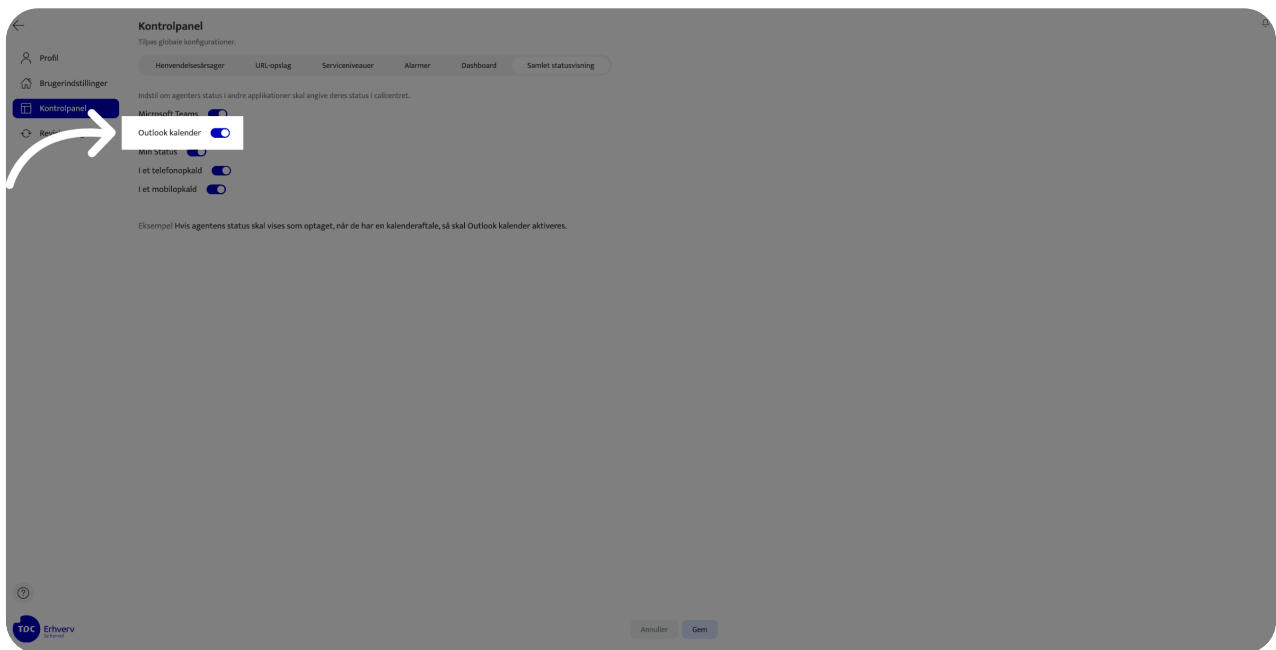 Kontrolpanel
Tilpas globale konfigurationer.
Profil
Brugerindstillinger
Kontrolpanel
Henvendelsesårsager URL-opslag Serviceniveauer Alarmer Dashboard Samlet statusvisning
Indstil om agenters status i andre applikationer skal angive deres status i callcentret.
Microsoft Teams
Outlook kalender
Min Status
I et telefonopkald
I et mobilopkald
Eksempel Hvis agentens status skal vises som optaget, når de har en kalenderaftale, så skal Outlook kalender aktiveres.
TDC Erhverv
Annuller Gem